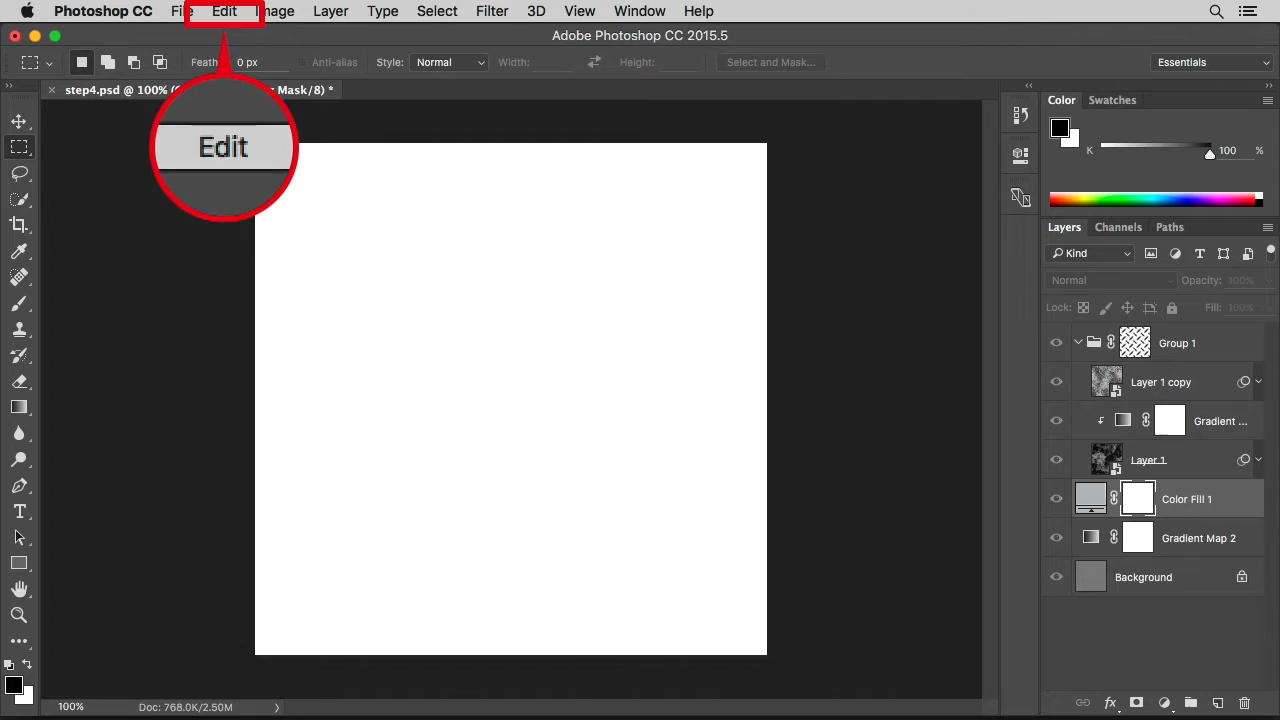 Photoshop CC File Edit Image Layer Type Select Filter 3D View Window Help
Adobe Photoshop CC 2015.5
0 px Anti-alias Style: Normal Width: Height: Select and Mask... Essentials
step4.psd @ 100% Mask/8) *
Edit
Color Swatches
K 100 %
Layers Channels Paths
Kind
Normal Opacity: 100%
Lock: Fill: 100%
Group 1
Layer 1 copy
Gradient ...
Layer 1
Color Fill 1
Gradient Map 2
Background
100% Doc: 768.0K/2.50M